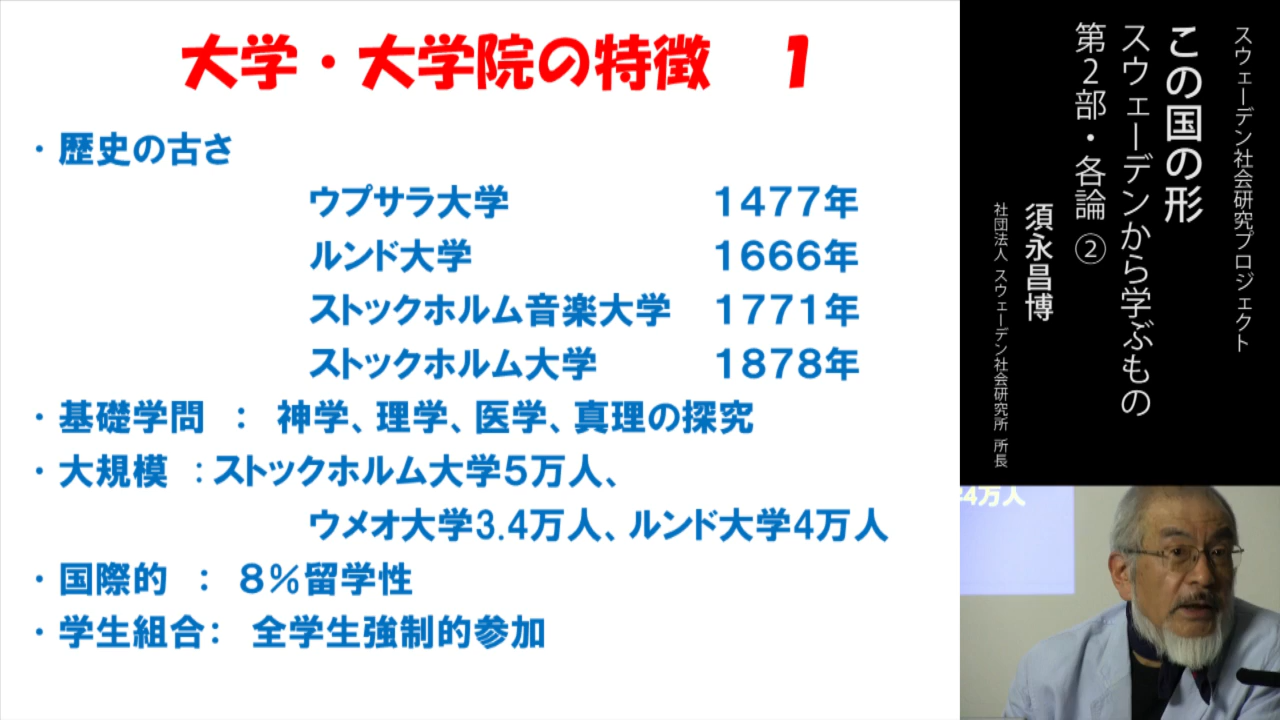 大学・大学院の特徴 1
・歴史の古さ
ウプサラ大学 1477年
ルンド大学 1666年
ストックホルム音楽大学 1771年
ストックホルム大学 1878年
・基礎学問 : 神学、理学、医学、真理の探究
・大規模 :ストックホルム大学5万人、
ウメオ大学3.4万人、ルンド大学4万人
・国際的 : 8%留学性
・学生組合: 全学生強制的参加
スウェーデン社会研究プロジェクト
この国の形
スウェーデンから学ぶもの
第2部・各論 ②
須永昌博
社団法人 スウェーデン社会研究所 所長
4万人